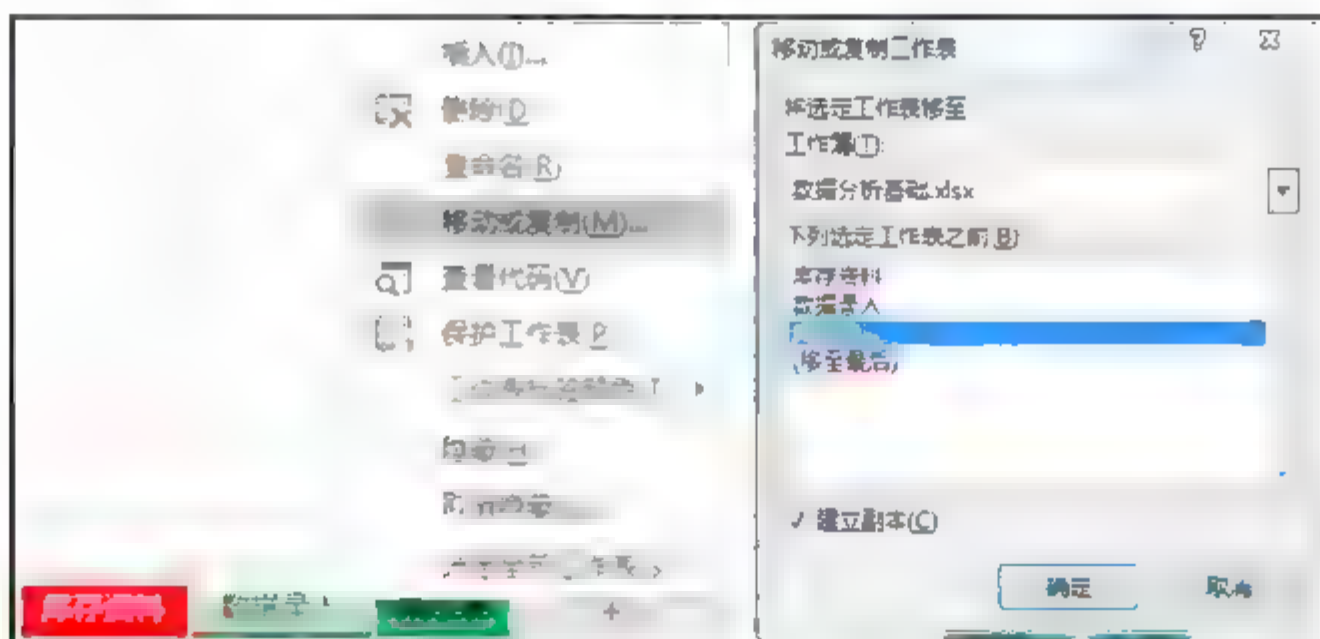 插入(I)...
删除(D)
重命名(R)
移动或复制(M)...
查看代码(V)
保护工作表(P)
隐藏(H)
库存资料
移动或复制工作表
将选定工作表移至
工作簿(T):
数据分析基础.xlsx
下列选定工作表之前(B)
库存资料
数据录入
(移至最后)
✓ 建立副本(C)
确定
取消